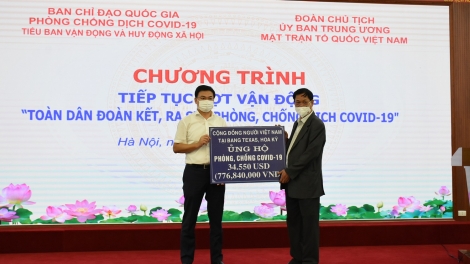 BAN CHỈ ĐẠO QUỐC GIA
PHÒNG CHỐNG DỊCH COVID-19
TIỂU BAN VẬN ĐỘNG VÀ HUY ĐỘNG XÃ HỘI
ĐOÀN CHỦ TỊCH
ỦY BAN TRUNG ƯƠNG
MẶT TRẬN TỔ QUỐC VIỆT NAM
CHƯƠNG TRÌNH
TIẾP TỤC ĐỢT VẬN ĐỘNG
"TOÀN DÂN ĐOÀN KẾT, RA S PHÒNG, CHỐNG DỊCH COVID-19"
Hà Nội,
CỘNG ĐỒNG NGƯỜI VIỆT NAM
TẠI BANG TEXAS, HOA KỲ
ỦNG HỘ
PHÒNG, CHỐNG COVID-19
34.550 USD
(776,840,000 VNĐ)